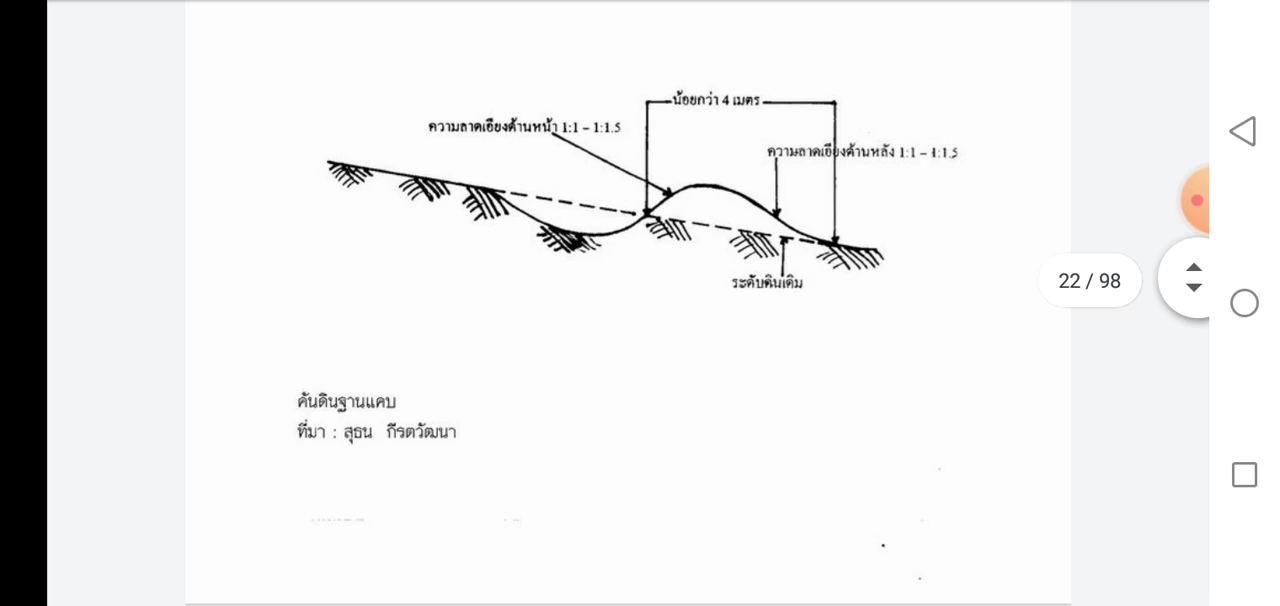 น้อยกว่า 4 เมตร
ความลาดเอียงด้านหน้า 1:1 – 1:1.5
ความลาดเอียงด้านหลัง 1:1 – 1:1.5
ระดับดินเดิม
22 / 98
คันดินฐานแคบ
ที่มา : สุธน กีรตวัฒนา